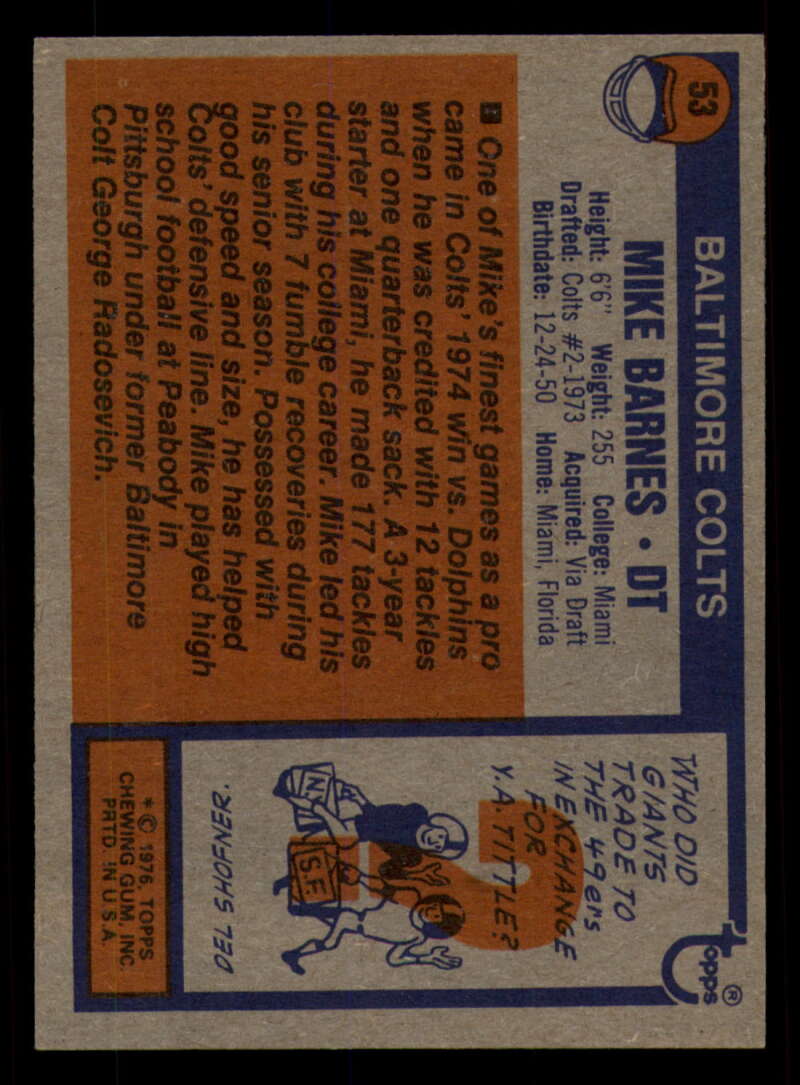 53
BALTIMORE COLTS
MIKE BARNES • DT
Height: 6'6" Weight: 255 College: Miami
Drafted: Colts #2-1973 Acquired: Via Draft
Birthdate: 12-24-50 Home: Miami, Florida
One of Mike's finest games as a pro
came in Colts' 1974 win vs. Dolphins
when he was credited with 12 tackles
and one quarterback sack. A 3-year
starter at Miami, he made 177 tackles
during his college career. Mike led his
club with 7 fumble recoveries during
his senior season. Possessed with
good speed and size, he has helped
Colts' defensive line. Mike played high
school football at Peabody in
Pittsburgh under former Baltimore
Colt George Radosevich.
topps®
WHO DID
GIANTS
TRADE TO
THE 49ers
IN EXCHANGE
FOR
Y.A. TITTLE?
?
N.Y.
S.F.
DEL SHOFNER.
* © 1976 TOPPS
CHEWING GUM, INC.
PRTD. IN U.S.A.